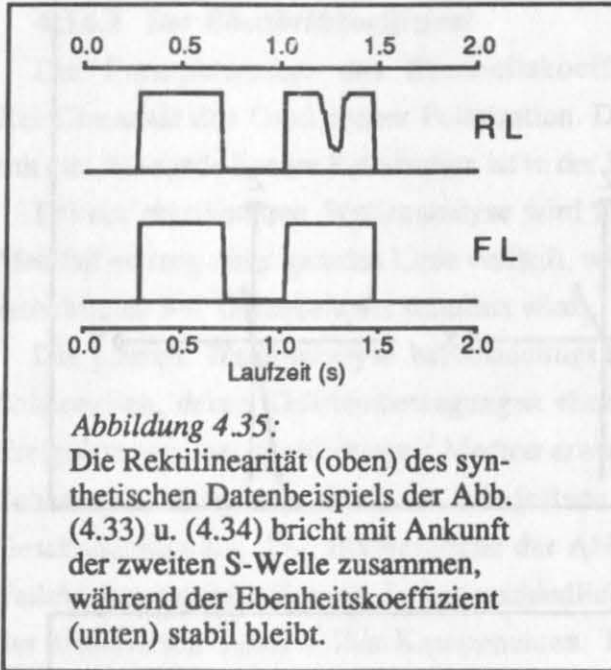 0.0 0.5 1.0 1.5 2.0
RL
FL
0.0 0.5 1.0 1.5 2.0
Laufzeit (s)
Abbildung 4.35:
Die Rektilinearität (oben) des syn-
thetischen Datenbeispiels der Abb.
(4.33) u. (4.34) bricht mit Ankunft
der zweiten S-Welle zusammen,
während der Ebenheitskoeffizient
(unten) stabil bleibt.